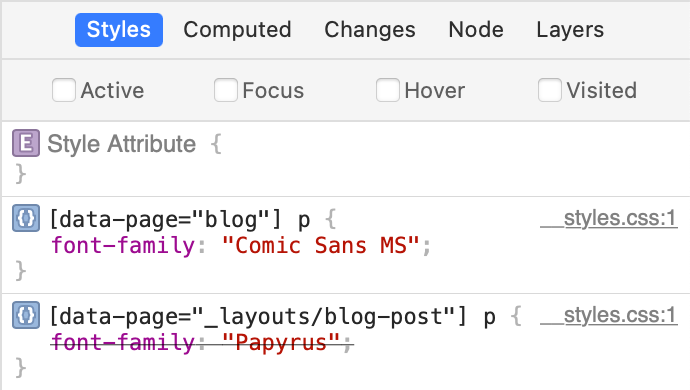 Styles Computed Changes Node Layers
Active Focus Hover Visited
E Style Attribute {
}
{} [data-page="blog"] p { __styles.css:1
font-family: "Comic Sans MS";
}
{} [data-page="_layouts/blog-post"] p { __styles.css:1
font-family: "Papyrus";
}